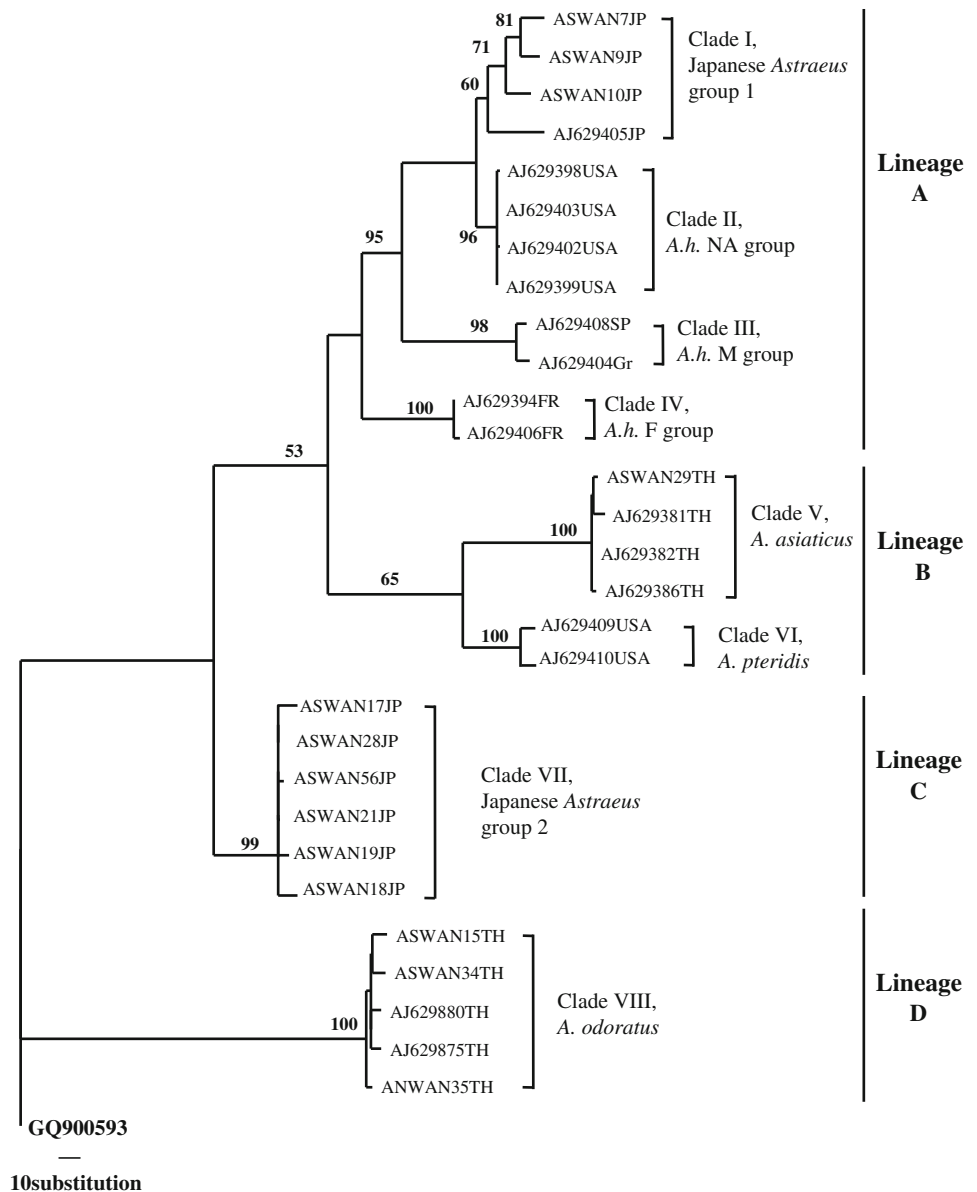 81
ASWAN7JP
71
ASWAN9JP
60
ASWAN10JP
AJ629405JP
Clade I,
Japanese Astraeus
group 1
AJ629398USA
AJ629403USA
96
AJ629402USA
AJ629399USA
Clade II,
A.h. NA group
95
98
AJ629408SP
AJ629404Gr
Clade III,
A.h. M group
100
AJ629394FR
AJ629406FR
Clade IV,
A.h. F group
Lineage
A
53
ASWAN29TH
AJ629381TH
100
AJ629382TH
AJ629386TH
Clade V,
A. asiaticus
65
100
AJ629409USA
AJ629410USA
Clade VI,
A. pteridis
Lineage
B
ASWAN17JP
ASWAN28JP
ASWAN56JP
ASWAN21JP
99
ASWAN19JP
ASWAN18JP
Clade VII,
Japanese Astraeus
group 2
Lineage
C
ASWAN15TH
ASWAN34TH
AJ629880TH
100
AJ629875TH
ANWAN35TH
Clade VIII,
A. odoratus
Lineage
D
GQ900593
10substitution